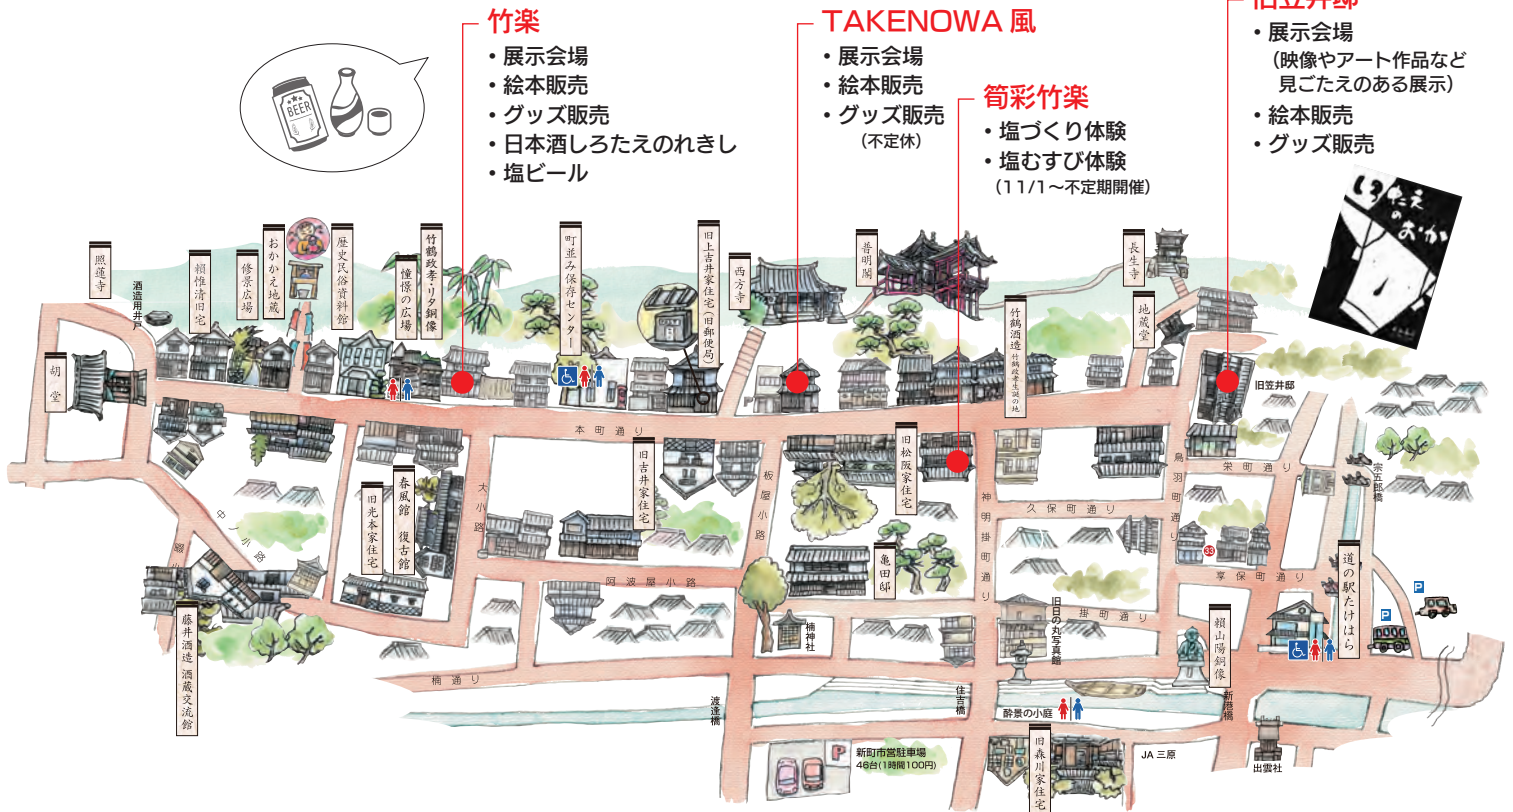 竹楽
・展示会場
・絵本販売
・グッズ販売
・日本酒しろたえのれきし
・塩ビール
BEER
TAKENOWA 風
・展示会場
・絵本販売
・グッズ販売
（不定休）
筍彩竹楽
・塩づくり体験
・塩むすび体験
（11/1〜不定期開催）
旧笠井邸
・展示会場
（映像やアート作品など
見ごたえのある展示）
・絵本販売
・グッズ販売
しろたえのおか
照蓮寺
酒造用井戸
頼惟清旧宅
修景広場
おかかえ地蔵
歴史民俗資料館
憧憬の広場
竹鶴政孝・リタ銅像
町並み保存センター
旧上吉井家住宅（旧郵便局）
西方寺
普明閣
竹鶴酒造 竹鶴政孝生誕の地
長生寺
地蔵堂
旧笠井邸
胡堂
本町通り
旧吉井家住宅
旧松阪家住宅
大小路
板屋小路
神明掛町通り
鳥羽町通り
栄町通り
宗五郎橋
久保町通り
春風館 復古館
旧光本家住宅
中ノ小路
阿波屋小路
亀田邸
33
享保町通り
道の駅たけはら
P
P
藤井酒造 酒蔵交流館
楠神社
旧日の丸写真館
掛町通り
頼山陽銅像
楠通り
渡逢橋
住吉橋
酔景の小庭
新港橋
P
新町市営駐車場
46台(1時間100円)
旧森川家住宅
JA 三原
出雲社